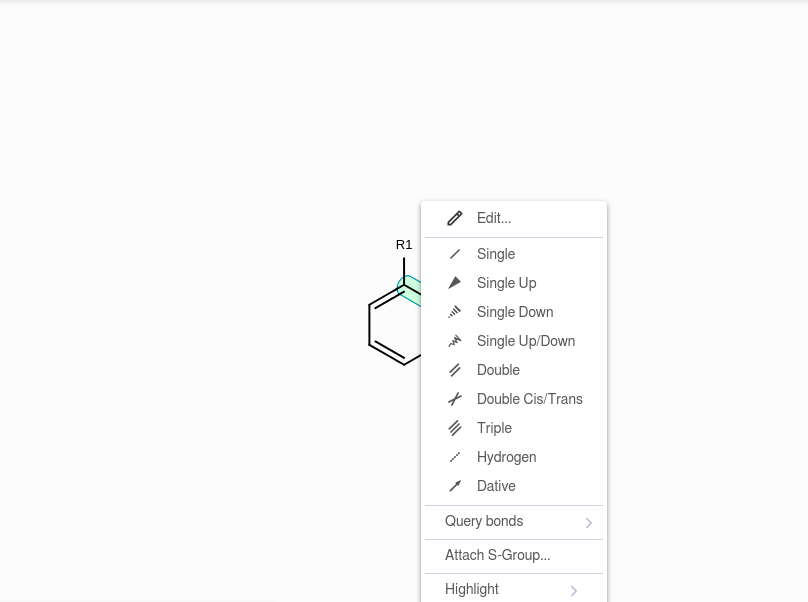 R1
Edit...
Single
Single Up
Single Down
Single Up/Down
Double
Double Cis/Trans
Triple
Hydrogen
Dative
Query bonds
Attach S-Group...
Highlight